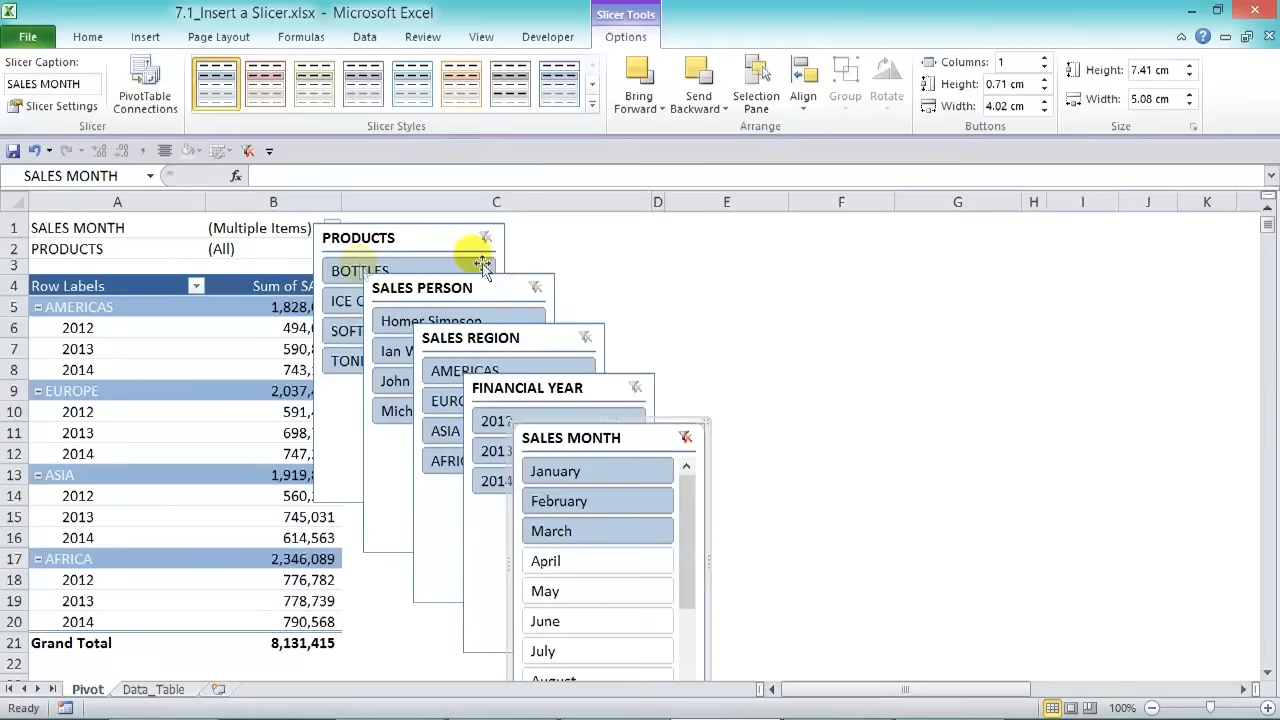 7.1_Insert a Slicer.xlsx - Microsoft Excel
Slicer Tools
File Home Insert Page Layout Formulas Data Review View Developer Options
Slicer Caption:
SALES MONTH
Slicer Settings
PivotTable
Connections
Slicer
Slicer Styles
Bring
Forward
Send
Backward
Selection
Pane
Align
Group
Rotate
Arrange
Columns: 1
Height: 0.71 cm
Width: 4.02 cm
Buttons
Height: 7.41 cm
Width: 5.08 cm
Size
SALES MONTH fx
A B C D E F G H I J K
1 SALES MONTH (Multiple Items)
2 PRODUCTS (All)
3
4 Row Labels Sum of SA
5 AMERICAS 1,828,
6 2012 494,
7 2013 590,
8 2014 743,
9 EUROPE 2,037,
10 2012 591,
11 2013 698,
12 2014 747,
13 ASIA 1,919,
14 2012 560,
15 2013 745,031
16 2014 614,563
17 AFRICA 2,346,089
18 2012 776,782
19 2013 778,739
20 2014 790,568
21 Grand Total 8,131,415
22
PRODUCTS
BOTTLES
ICE C
SOFT
TONI
SALES PERSON
Homer Simpson
Ian W
John
Mich
SALES REGION
AMERICAS
EURO
ASIA
AFRIC
FINANCIAL YEAR
2012
2013
2014
SALES MONTH
January
February
March
April
May
June
July
August
Pivot Data_Table
Ready
100%